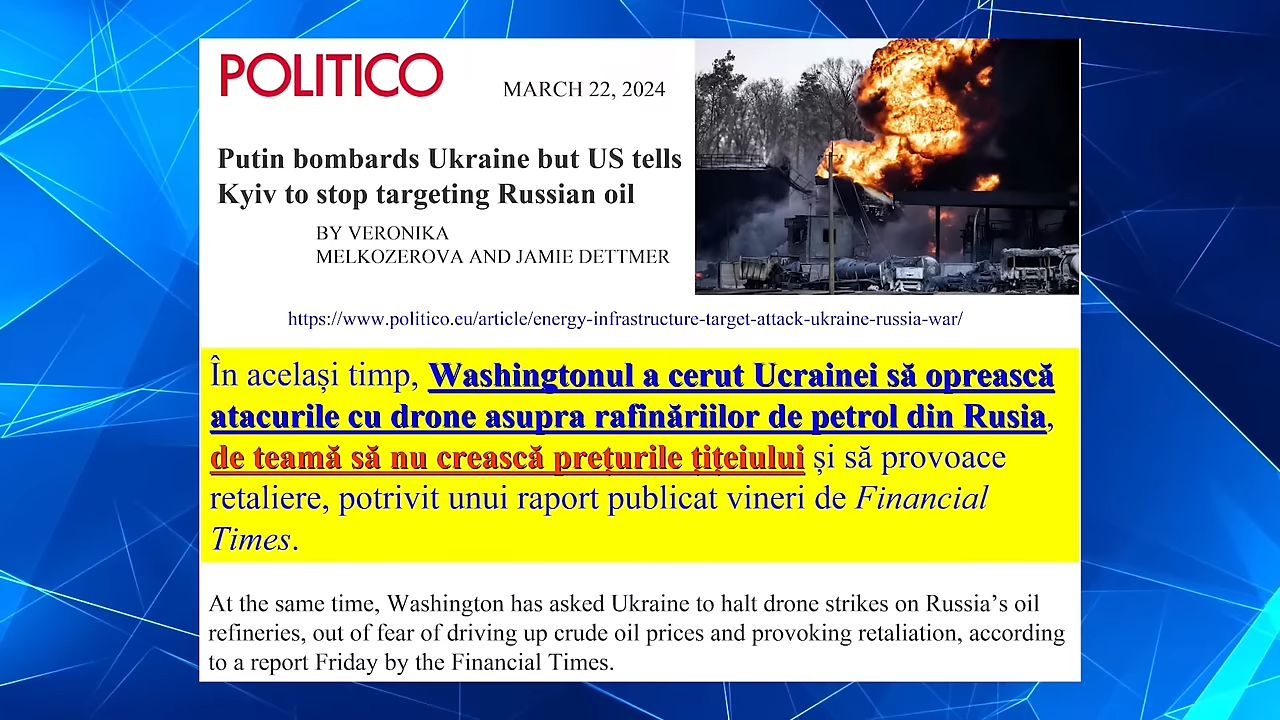 POLITICO
MARCH 22, 2024
Putin bombards Ukraine but US tells
Kyiv to stop targeting Russian oil
BY VERONIKA
MELKOZEROVA AND JAMIE DETTMER
https://www.politico.eu/article/energy-infrastructure-target-attack-ukraine-russia-war/
În același timp, Washingtonul a cerut Ucrainei să oprească
atacurile cu drone asupra rafinăriilor de petrol din Rusia,
de teamă să nu crească prețurile țițeiului și să provoace
retaliere, potrivit unui raport publicat vineri de Financial
Times.
At the same time, Washington has asked Ukraine to halt drone strikes on Russia’s oil
refineries, out of fear of driving up crude oil prices and provoking retaliation, according
to a report Friday by the Financial Times.